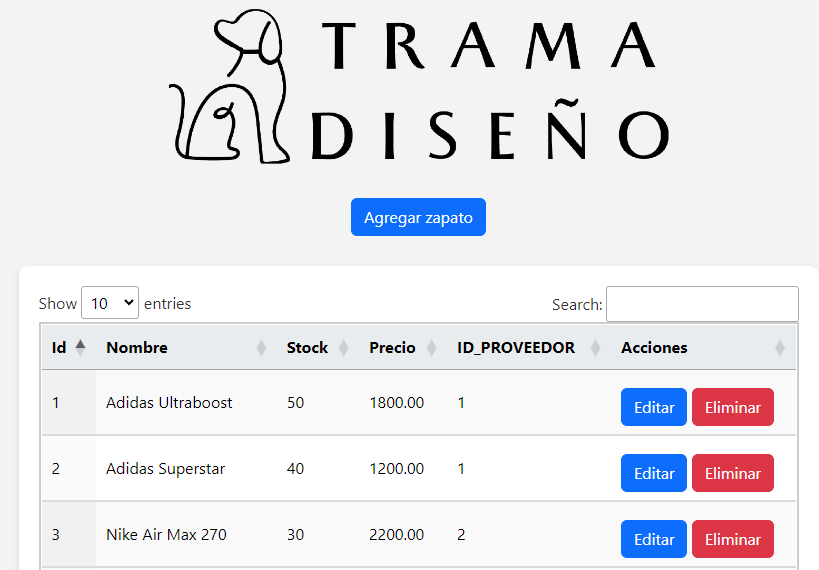 TRAMA
DISEÑO
Agregar zapato
Show 10 entries Search:
Id Nombre Stock Precio ID_PROVEEDOR Acciones
1 Adidas Ultraboost 50 1800.00 1 Editar Eliminar
2 Adidas Superstar 40 1200.00 1 Editar Eliminar
3 Nike Air Max 270 30 2200.00 2 Editar Eliminar